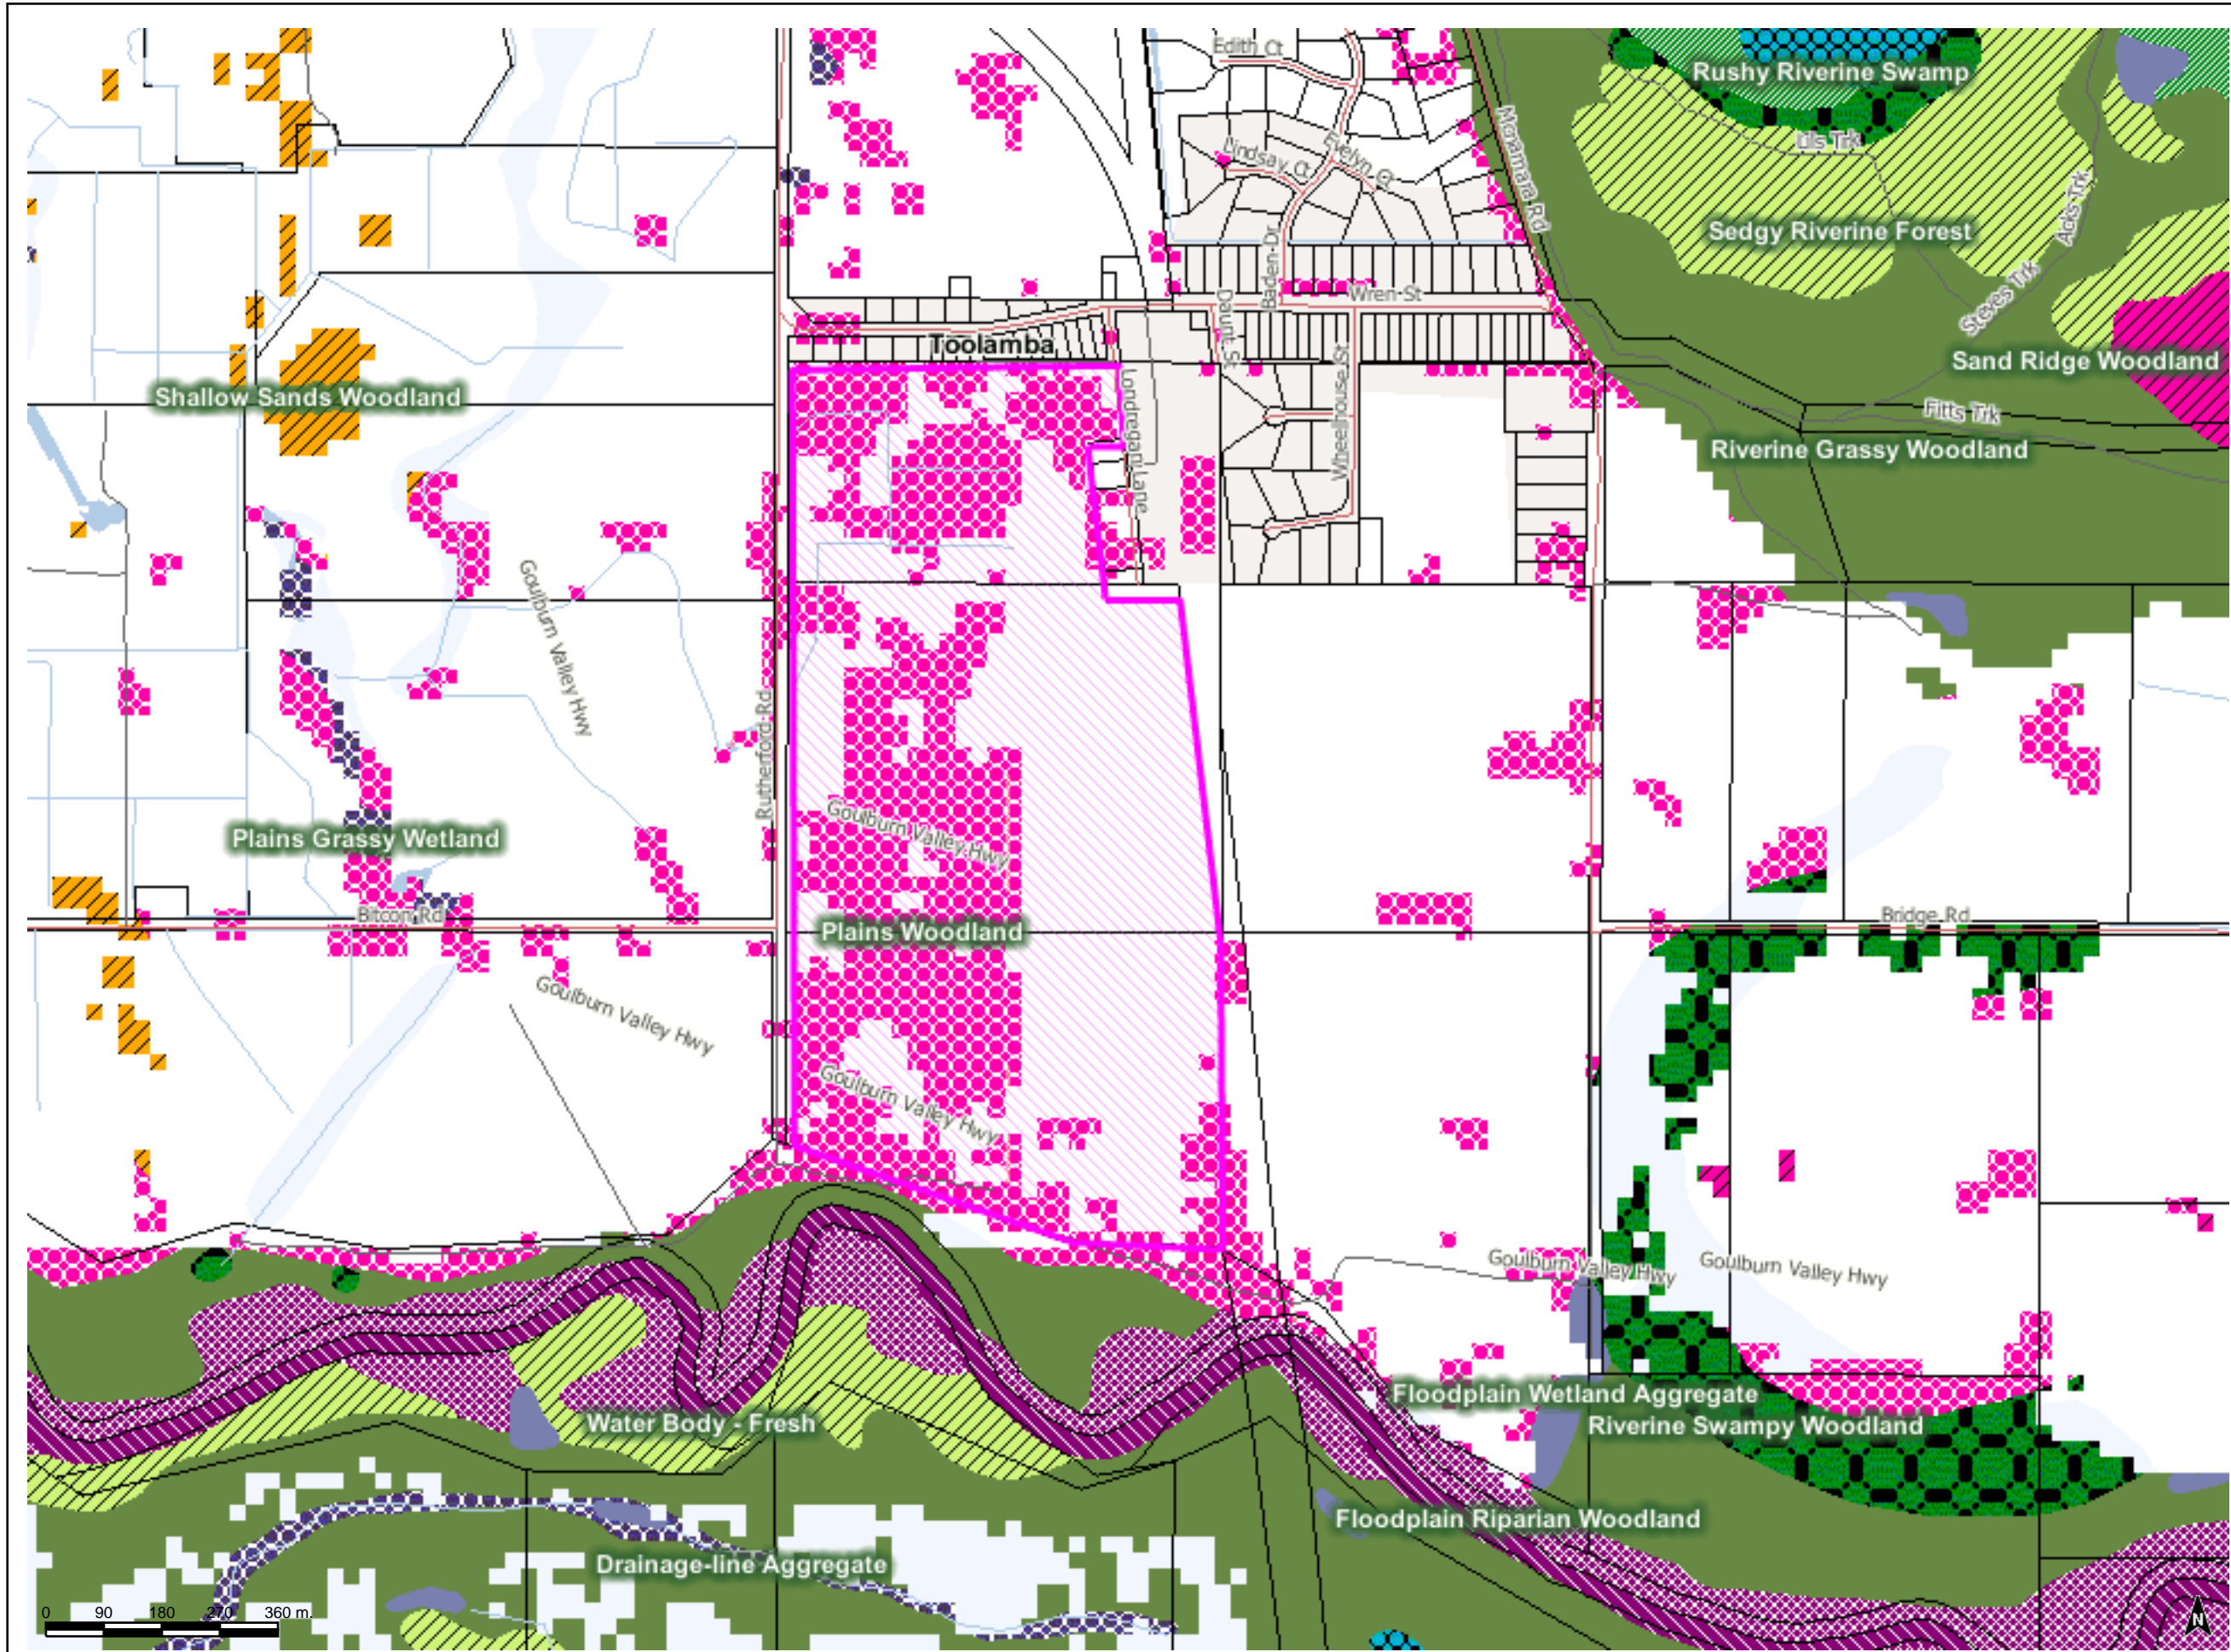 Edith Ct
Rushy Riverine Swamp
Moramara Rd
Lils Trk
Lindsay Ct
Evelyn Ct
Acks Trk
Sedgy Riverine Forest
Baden Dr
Steves Trk
Wren St
Daunt St
Toolamba
Sand Ridge Woodland
Shallow Sands Woodland
Londregan Lane
Wheelhouse St
Fitts Trk
Riverine Grassy Woodland
Goulburn Valley Hwy
Rutherford Rd
Goulburn Valley Hwy
Plains Grassy Wetland
Bitcon Rd
Bridge Rd
Plains Woodland
Goulburn Valley Hwy
Goulburn Valley Hwy
Goulburn Valley Hwy
Goulburn Valley Hwy
Floodplain Wetland Aggregate
Water Body - Fresh
Riverine Swampy Woodland
Floodplain Riparian Woodland
Drainage-line Aggregate
0 90 180 270 360 m.
N